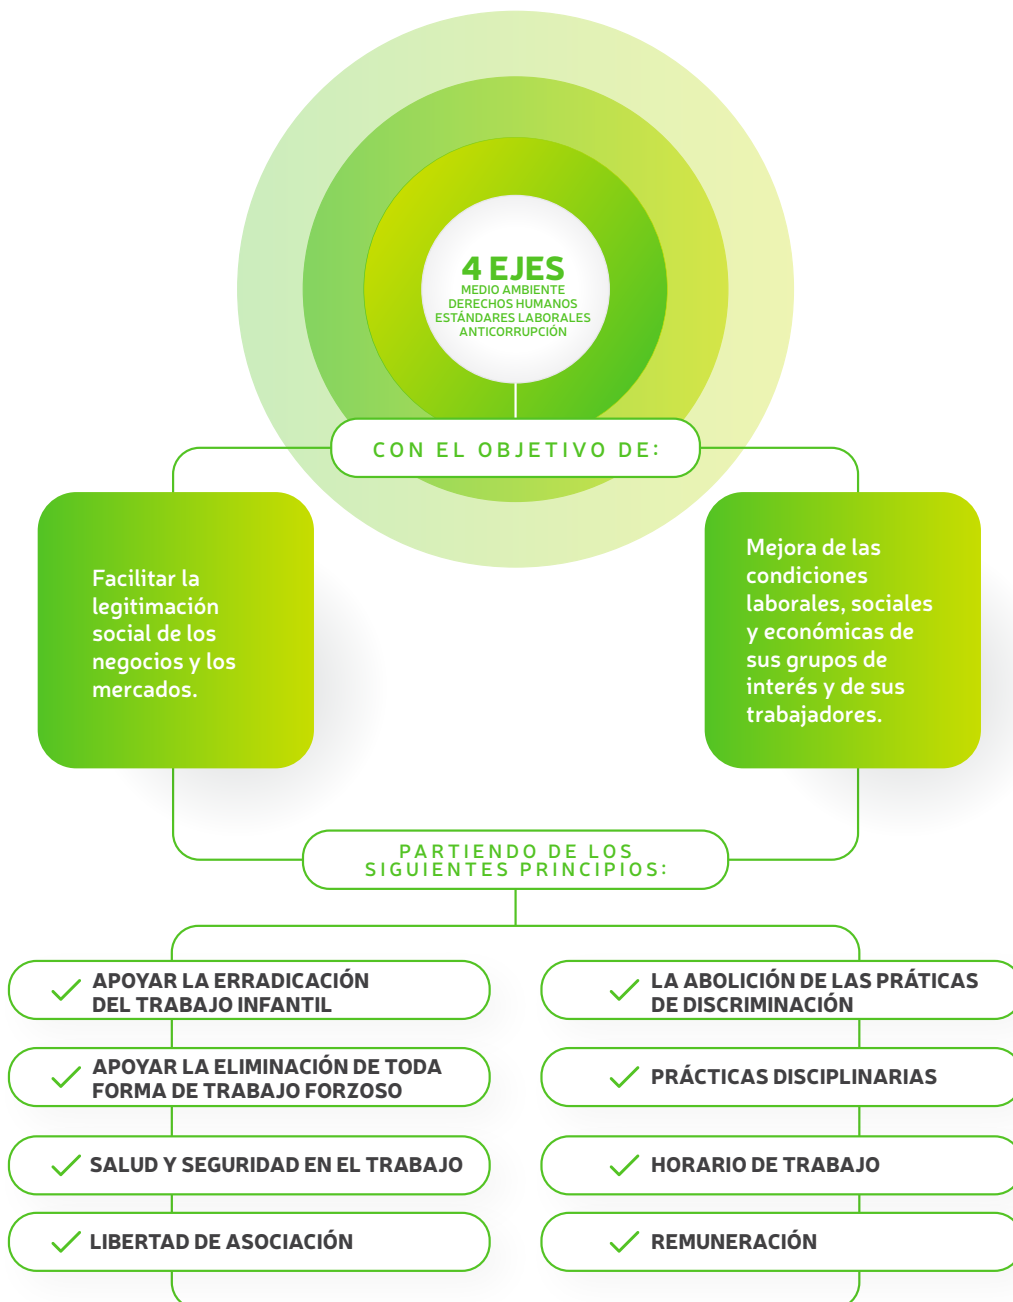 4 EJES
MEDIO AMBIENTE
DERECHOS HUMANOS
ESTÁNDARES LABORALES
ANTICORRUPCIÓN
CON EL OBJETIVO DE:
Facilitar la
legitimación
social de los
negocios y los
mercados.
Mejora de las
condiciones
laborales, sociales
y económicas de
sus grupos de
interés y de sus
trabajadores.
PARTIENDO DE LOS
SIGUIENTES PRINCIPIOS:
APOYAR LA ERRADICACIÓN
DEL TRABAJO INFANTIL
APOYAR LA ELIMINACIÓN DE TODA
FORMA DE TRABAJO FORZOSO
SALUD Y SEGURIDAD EN EL TRABAJO
LIBERTAD DE ASOCIACIÓN
LA ABOLICIÓN DE LAS PRÁTICAS
DE DISCRIMINACIÓN
PRÁCTICAS DISCIPLINARIAS
HORARIO DE TRABAJO
REMUNERACIÓN